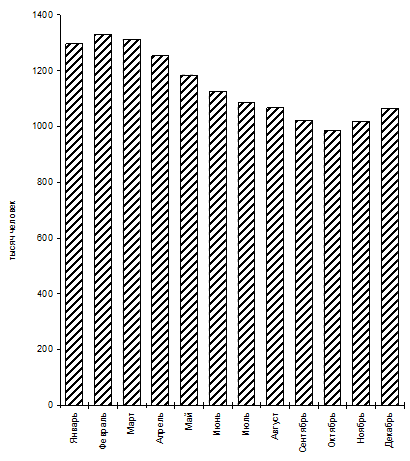 1400
1200
1000
800
600
400
200
0
тысяч человек
Январь
Февраль
Март
Апрель
Май
Июнь
Июль
Август
Сентябрь
Октябрь
Ноябрь
Декабрь